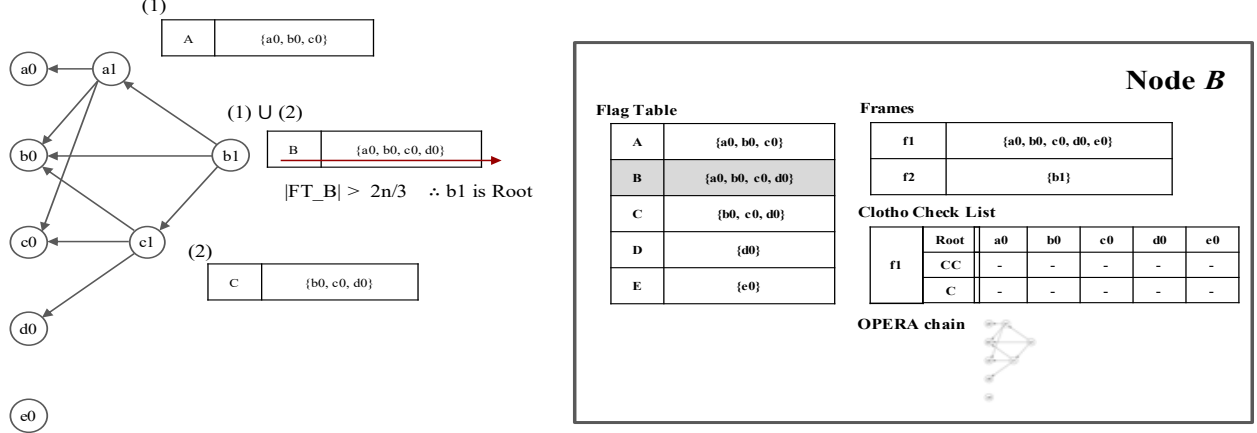 (1)
A {a0, b0, c0}
a0 a1
(1) ∪ (2)
b0 b1
B {a0, b0, c0, d0}
|FT_B| > 2n/3 ∴ b1 is Root
c0 c1
(2)
C {b0, c0, d0}
d0
e0
Node B
Flag Table
A {a0, b0, c0}
B {a0, b0, c0, d0}
C {b0, c0, d0}
D {d0}
E {e0}
Frames
f1 {a0, b0, c0, d0, e0}
f2 {b1}
Clotho Check List
Root a0 b0 c0 d0 e0
f1 CC - - - - -
C - - - - -
OPERA chain